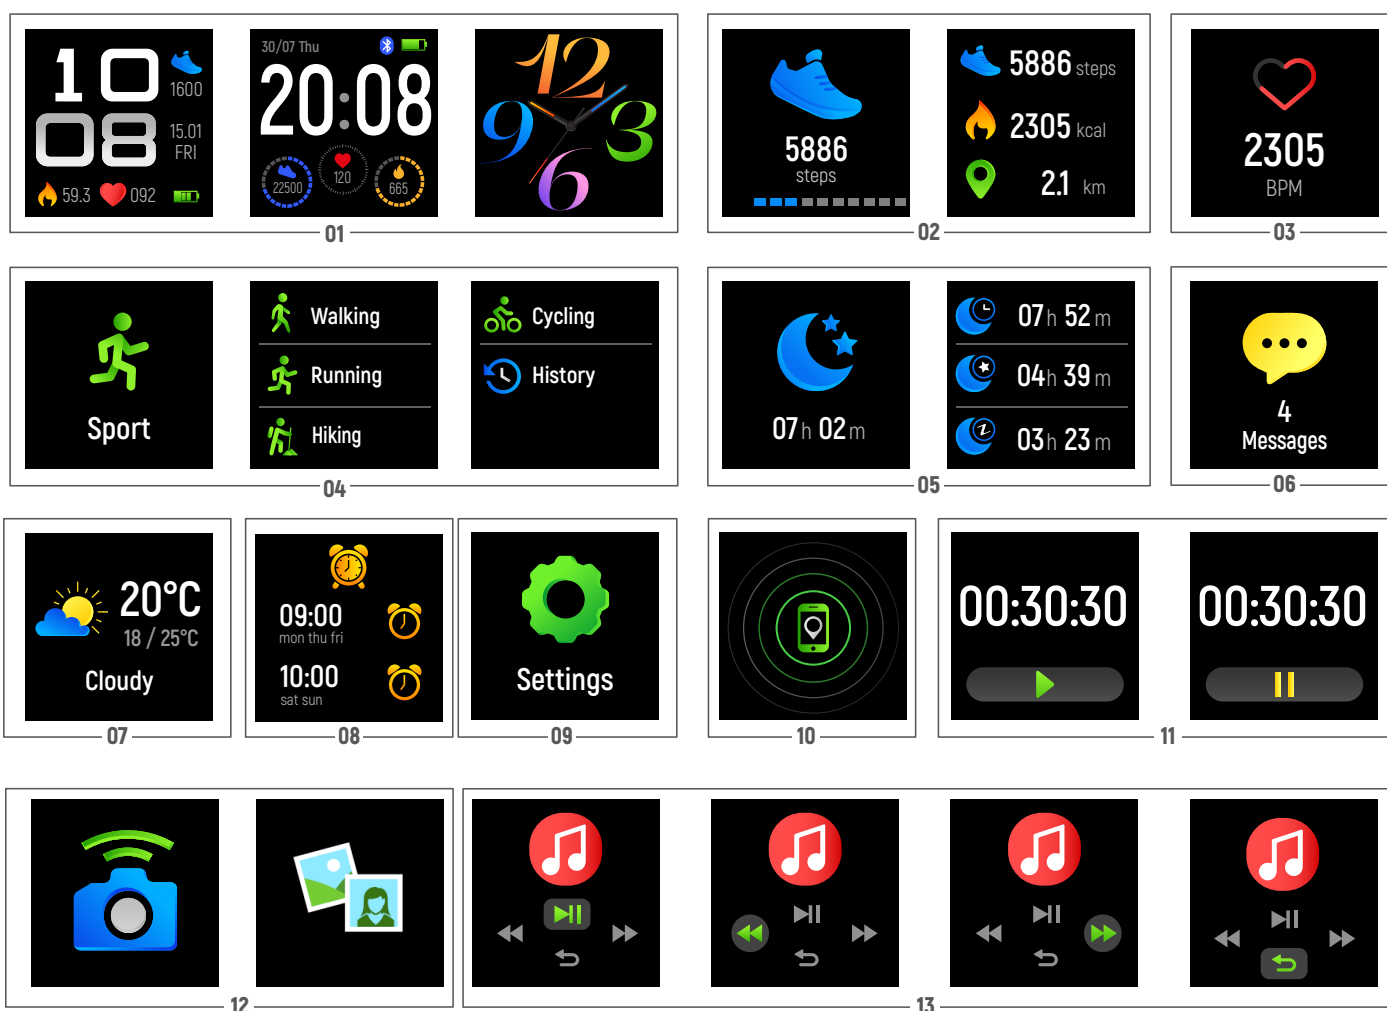 10
08
1600
15.01
FRI
59.3
092
30/07 Thu
20:08
22500
120
665
12
9
3
6
01
5886
steps
5886 steps
2305 kcal
2.1 km
02
2305
BPM
03
Sport
Walking
Running
Hiking
Cycling
History
04
07h 02m
07h 52m
04h 39m
03h 23m
05
4
Messages
06
20°C
18 / 25°C
Cloudy
07
09:00
mon thu fri
10:00
sat sun
08
Settings
09
10
00:30:30
00:30:30
11
12
13